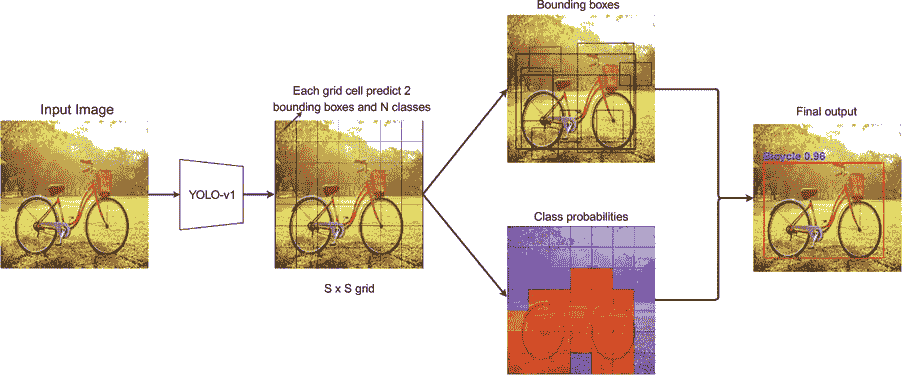 Input Image
YOLO-v1
Each grid cell predict 2
bounding boxes and N classes
S x S grid
Bounding boxes
Class probabilities
Final output
Bicycle 0.96